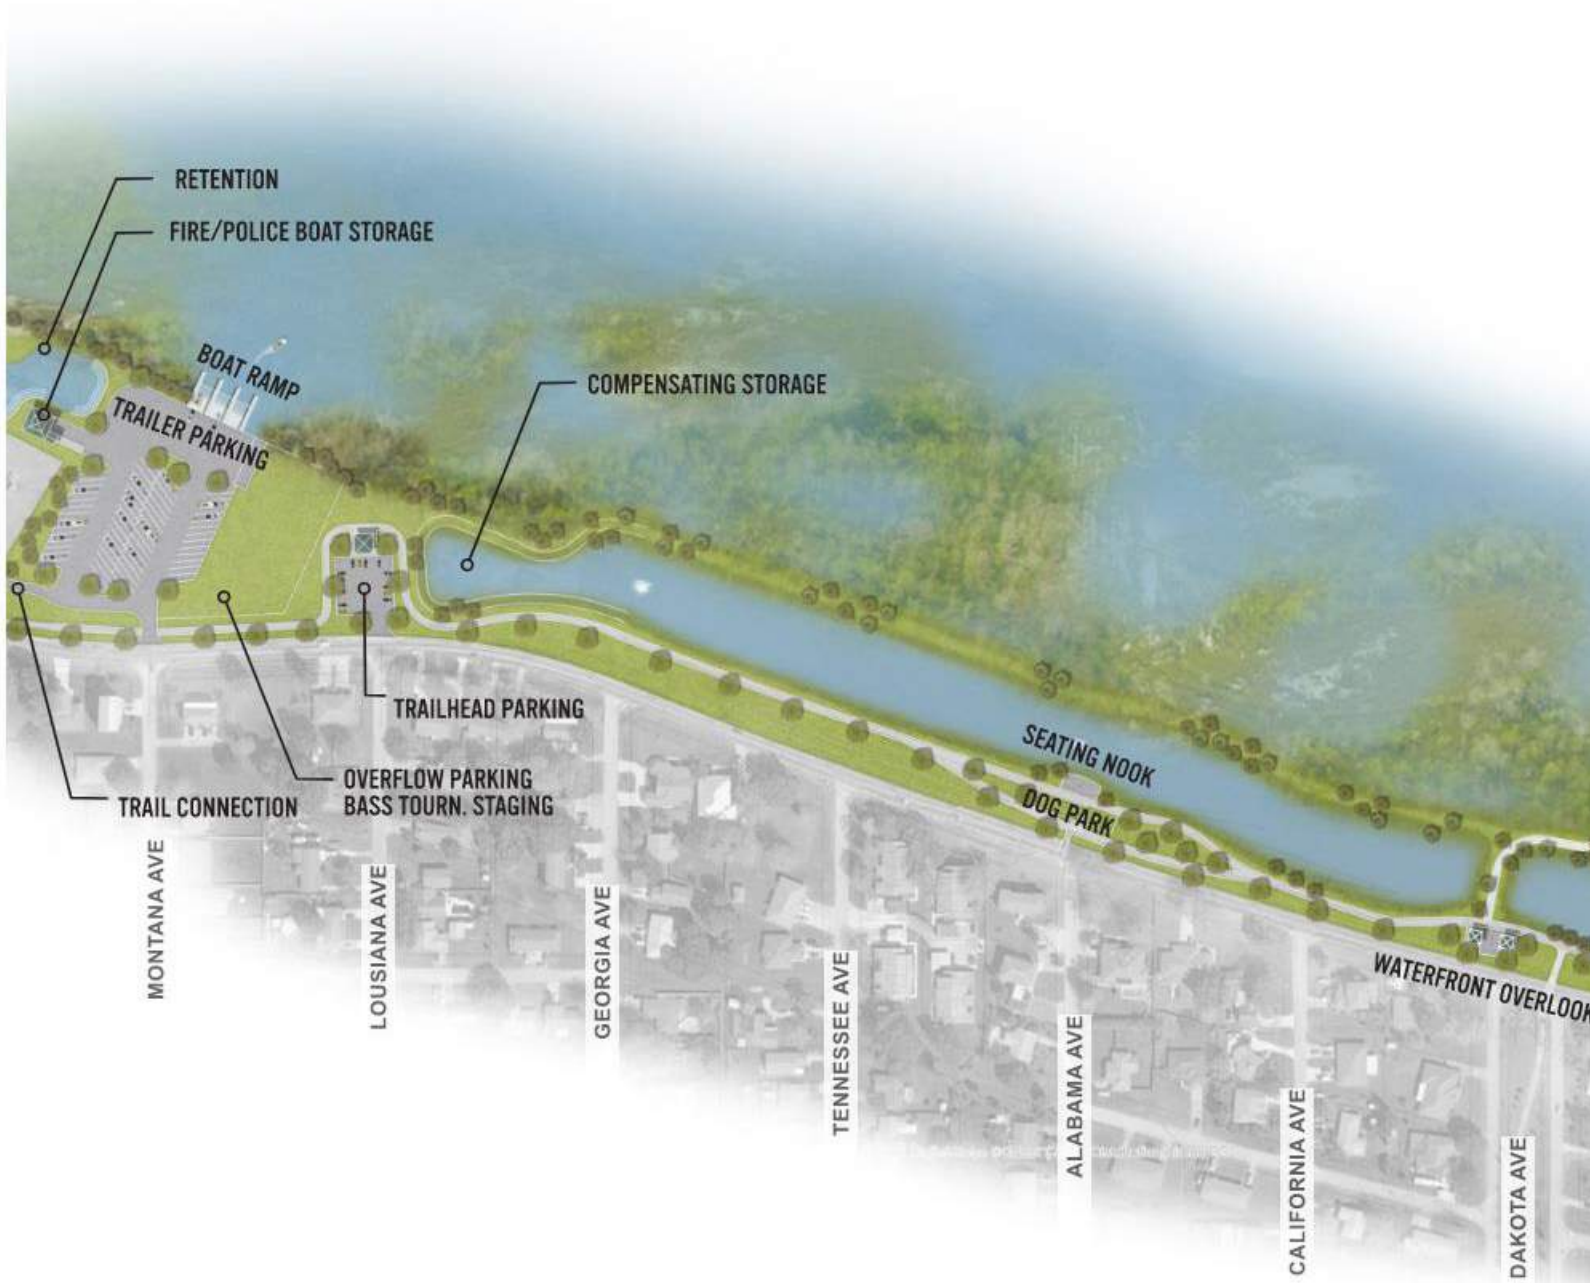 RETENTION
FIRE/POLICE BOAT STORAGE
BOAT RAMP
TRAILER PARKING
COMPENSATING STORAGE
TRAILHEAD PARKING
SEATING NOOK
DOG PARK
OVERFLOW PARKING
BASS TOURN. STAGING
TRAIL CONNECTION
WATERFRONT OVERLOOK
MONTANA AVE
LOUSIANA AVE
GEORGIA AVE
TENNESSEE AVE
ALABAMA AVE
CALIFORNIA AVE
DAKOTA AVE